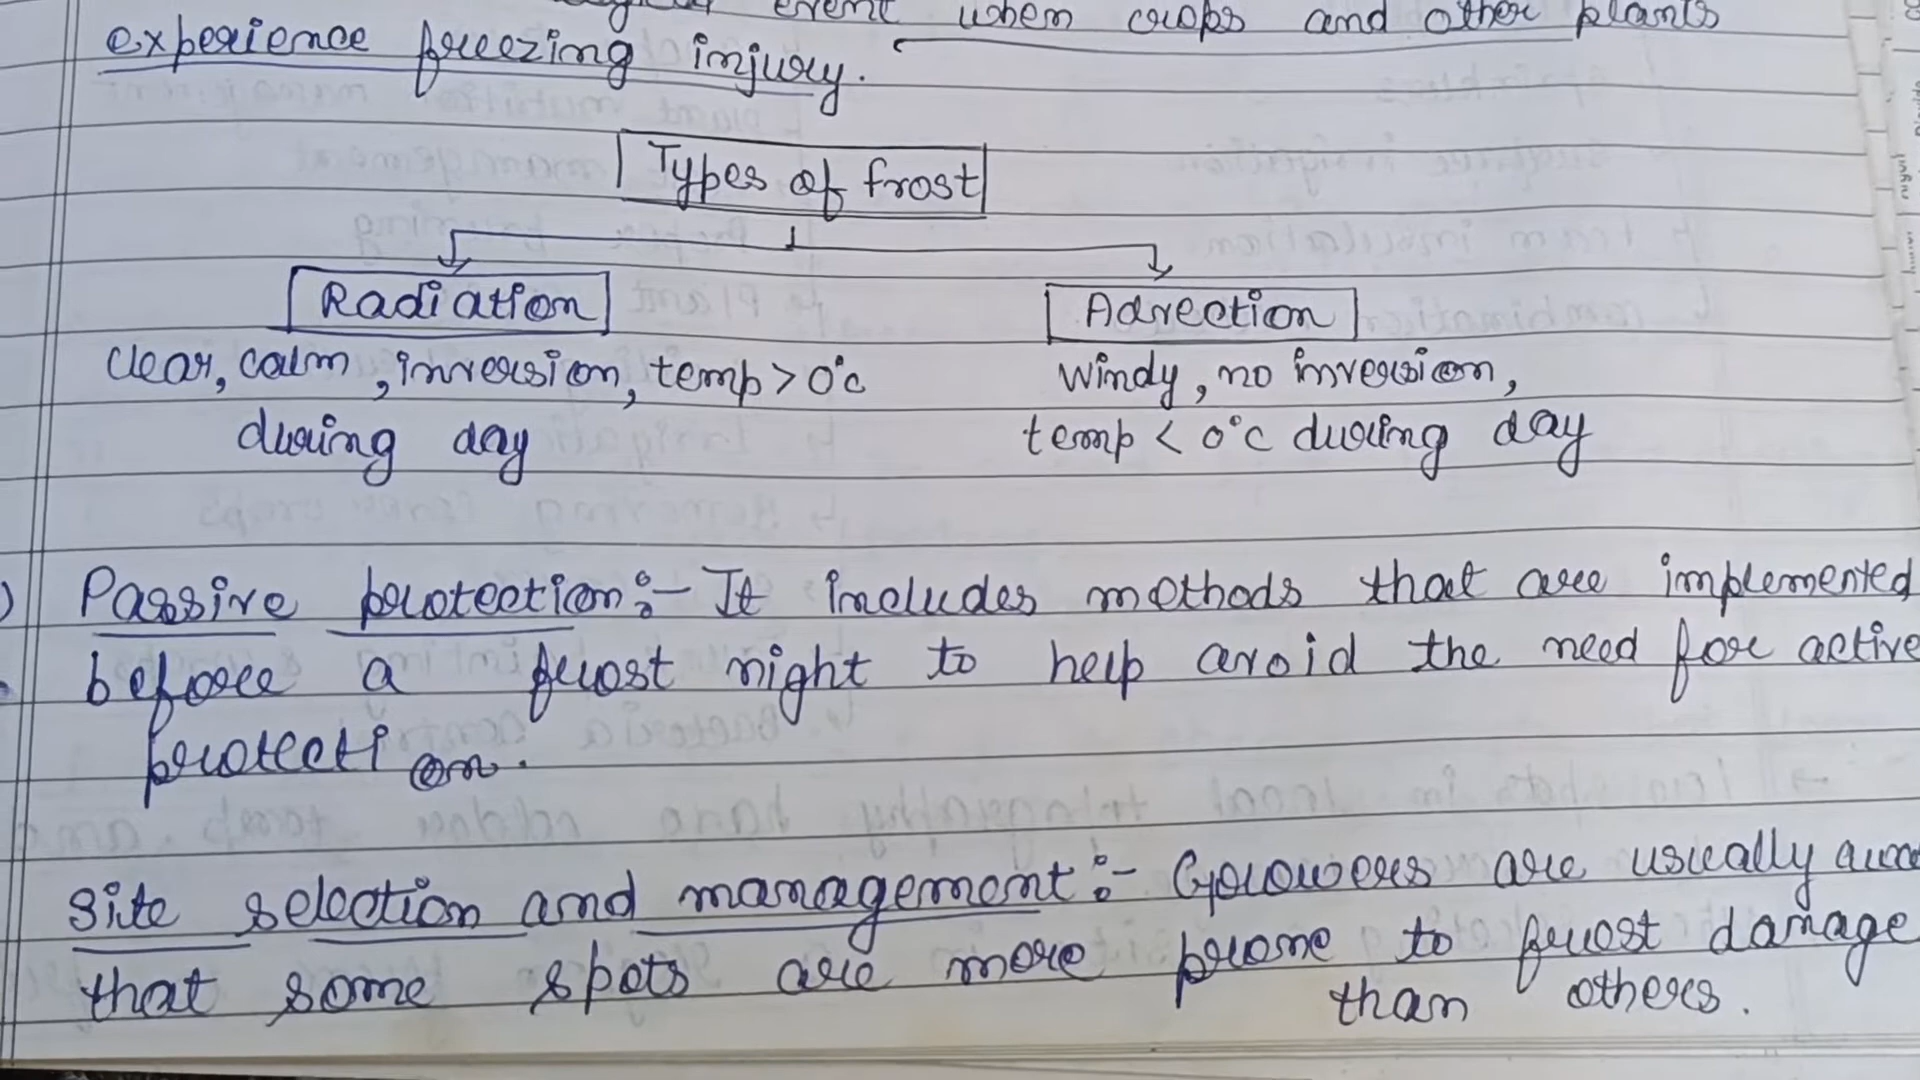 event when crops and other plants
experience freezing injury.
Types of frost
Radiation
Advection
clear, calm, inversion, temp > 0°c
during day
windy, no inversion,
temp < 0°c during day
Passive protection :- It includes methods that are implemented
before a frost night to help avoid the need for active
protection.
Site selection and management :- Growers are usually
that some spots are more prone to frost damage
than others.